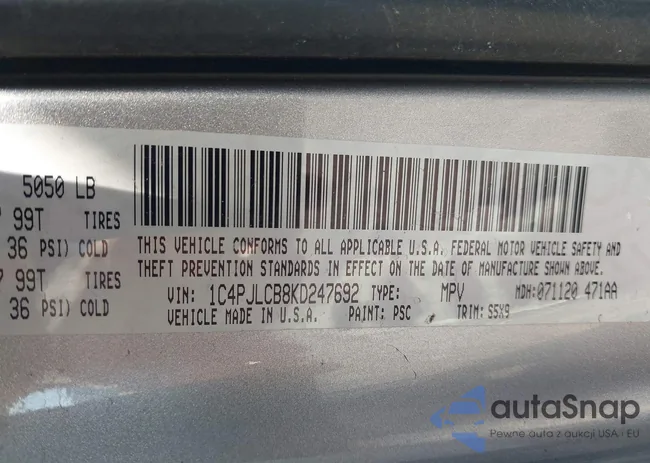 5050 LB
99T TIRES
36 PSI) COLD
99T TIRES
36 PSI) COLD
THIS VEHICLE CONFORMS TO ALL APPLICABLE U.S.A. FEDERAL MOTOR VEHICLE SAFETY AND
THEFT PREVENTION STANDARDS IN EFFECT ON THE DATE OF MANUFACTURE SHOWN ABOVE.
VIN: 1C4PJLCB8KD247692 TYPE: MPV MDH:071120 471AA
VEHICLE MADE IN U.S.A. PAINT: PSC TRIM: S5X9
autaSnap
Pewne auta z aukcji USA i EU